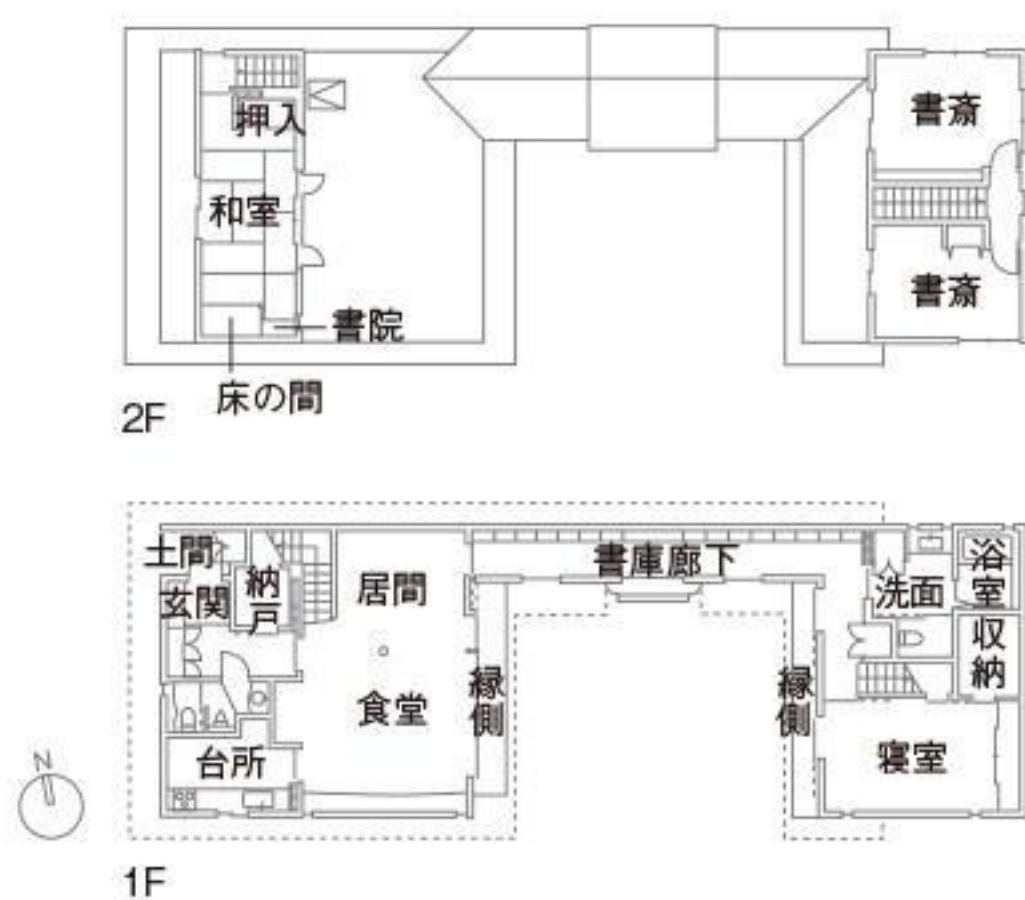 書斎
押入
和室
書斎
書院
床の間
2F
土間
書庫廊下
浴室
玄関
納戸
居間
洗面
収納
縁側
縁側
食堂
台所
寝室
N
1F